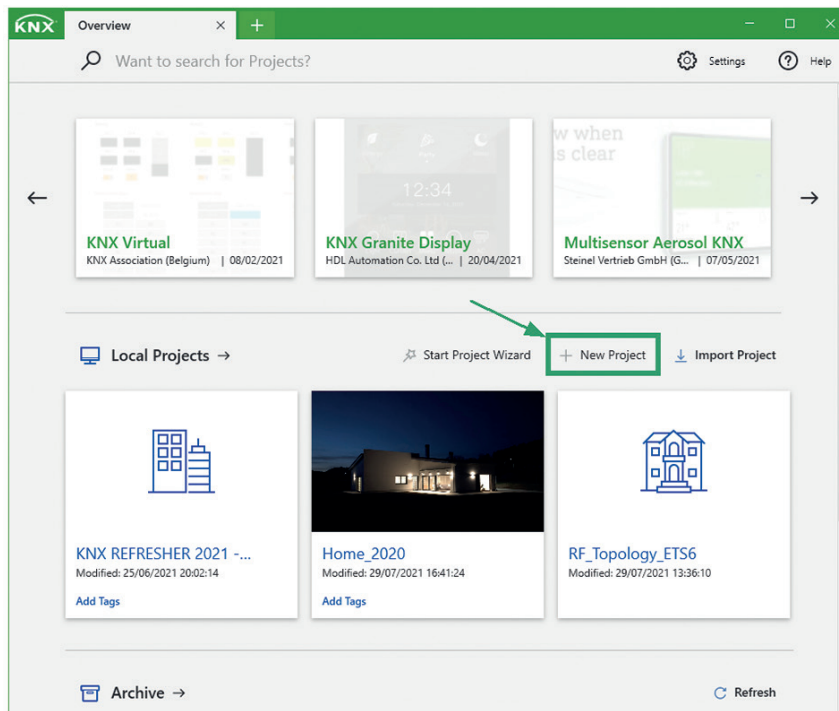 KNX Overview
Want to search for Projects? Settings Help
w when
s clear
12:34
KNX Virtual
KNX Association (Belgium) | 08/02/2021
KNX Granite Display
HDL Automation Co. Ltd (... | 20/04/2021
Multisensor Aerosol KNX
Steinel Vertrieb GmbH (G... | 07/05/2021
Local Projects Start Project Wizard New Project Import Project
KNX REFRESHER 2021 -...
Modified: 25/06/2021 20:02:14
Add Tags
Home_2020
Modified: 29/07/2021 16:41:24
Add Tags
RF_Topology_ETS6
Modified: 29/07/2021 13:36:10
Archive Refresh